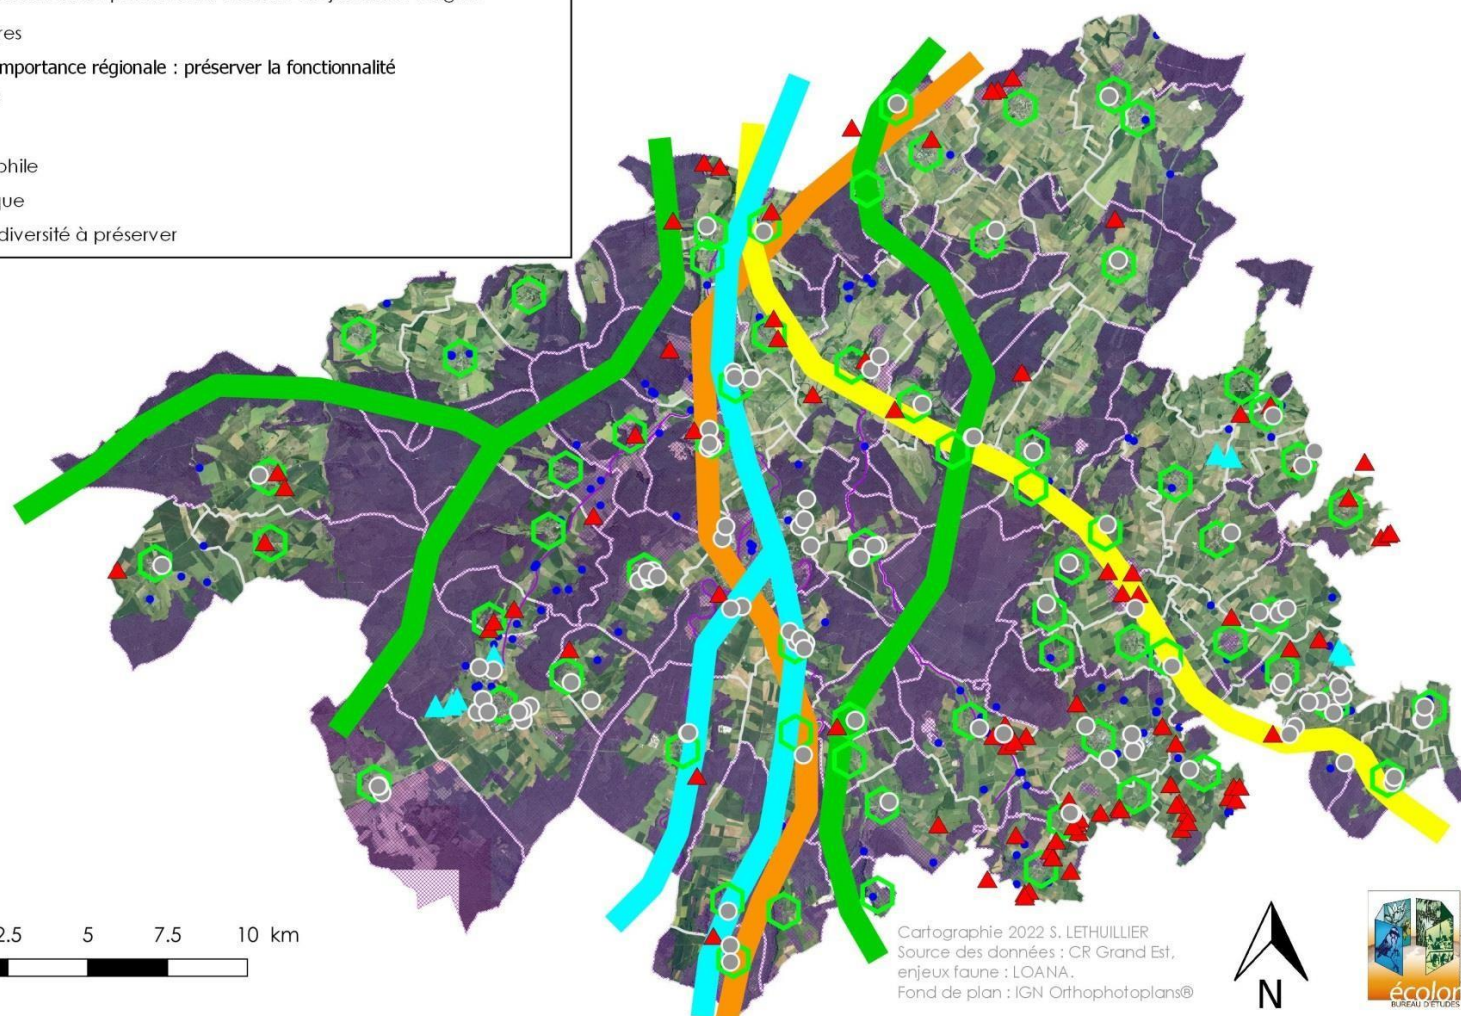 res
mportance régionale : préserver la fonctionnalité
phile
que
diversité à préserver
2.5 5 7.5 10 km
Cartographie 2022 S. LETHUILLIER
Source des données : CR Grand Est,
enjeux faune : LOANA.
Fond de plan : IGN Orthophotoplans®
N
écolor
BUREAU D'ETUDES